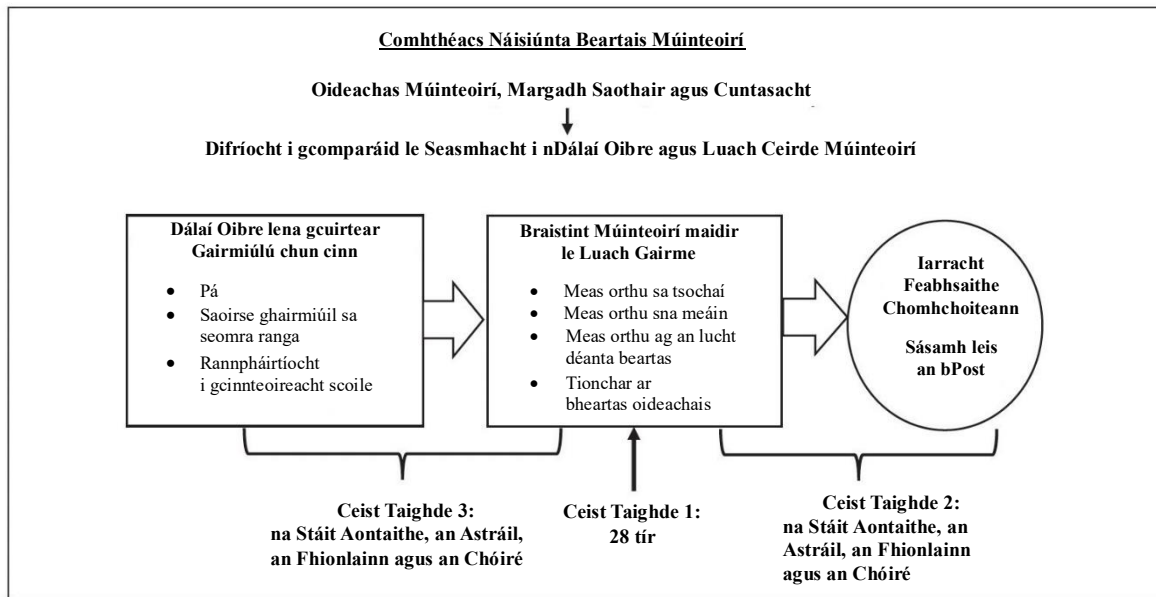 Comhthéacs Náisiúnta Beartais Múinteoirí
Oideachas Múinteoirí, Margadh Saothair agus Cuntasacht
Difríocht i gcomparáid le Seasmhacht i nDálaí Oibre agus Luach Ceirde Múinteoirí
Dálaí Oibre lena gcuirtear
Gairmiúlú chun cinn
• Pá
• Saoirse ghairmiúil sa
seomra ranga
• Rannpháirtíocht
i gcinnteoireacht scoile
Braistint Múinteoirí maidir
le Luach Gairme
• Meas orthu sa tsochaí
• Meas orthu sna meáin
• Meas orthu ag an lucht
déanta beartas
• Tionchar ar
bheartas oideachais
Iarracht
Feabhsaithe
Chomhchoiteann
Sásamh leis
an bPost
Ceist Taighde 3:
na Stáit Aontaithe, an Astráil,
an Fhionlainn agus an Chóiré
Ceist Taighde 1:
28 tír
Ceist Taighde 2:
na Stáit Aontaithe, an
Astráil, an Fhionlainn
agus an Chóiré